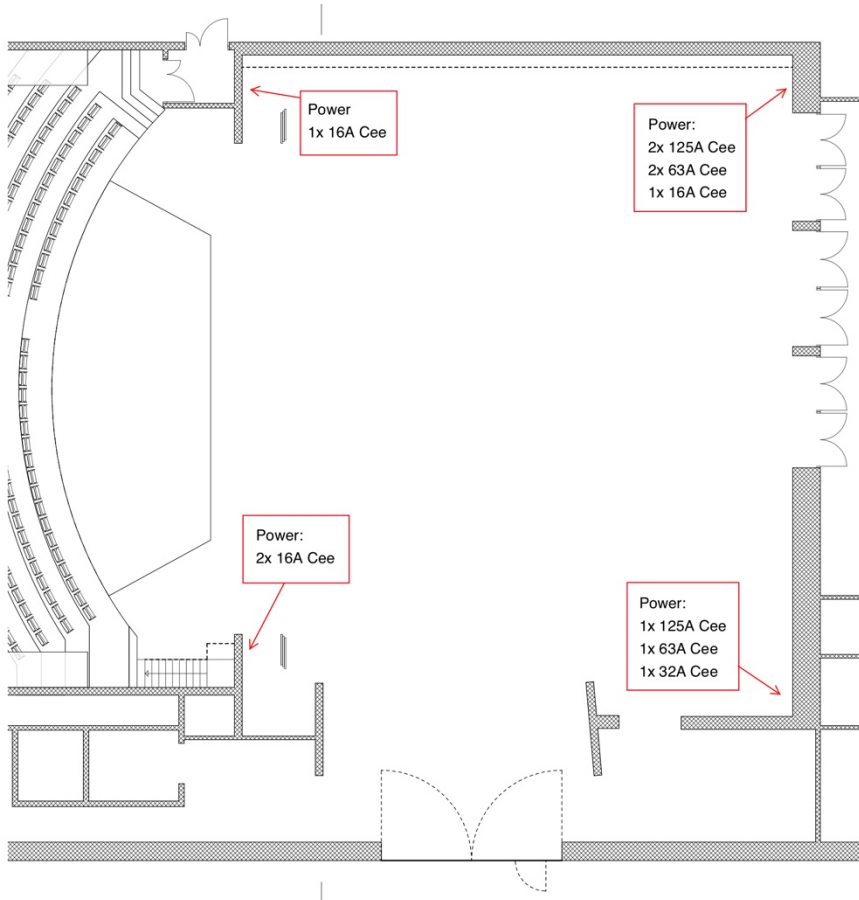 Power
1x 16A Cee
Power:
2x 125A Cee
2x 63A Cee
1x 16A Cee
Power:
2x 16A Cee
Power:
1x 125A Cee
1x 63A Cee
1x 32A Cee